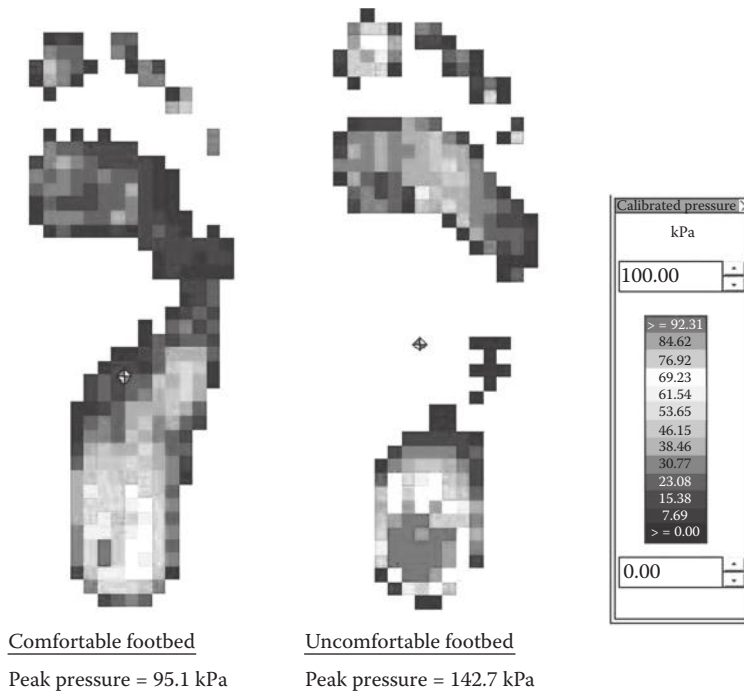 Calibrated pressure
kPa
100.00
> = 92.31
84.62
76.92
69.23
61.54
53.65
46.15
38.46
30.77
23.08
15.38
7.69
> = 0.00
0.00
Comfortable footbed
Peak pressure = 95.1 kPa
Uncomfortable footbed
Peak pressure = 142.7 kPa